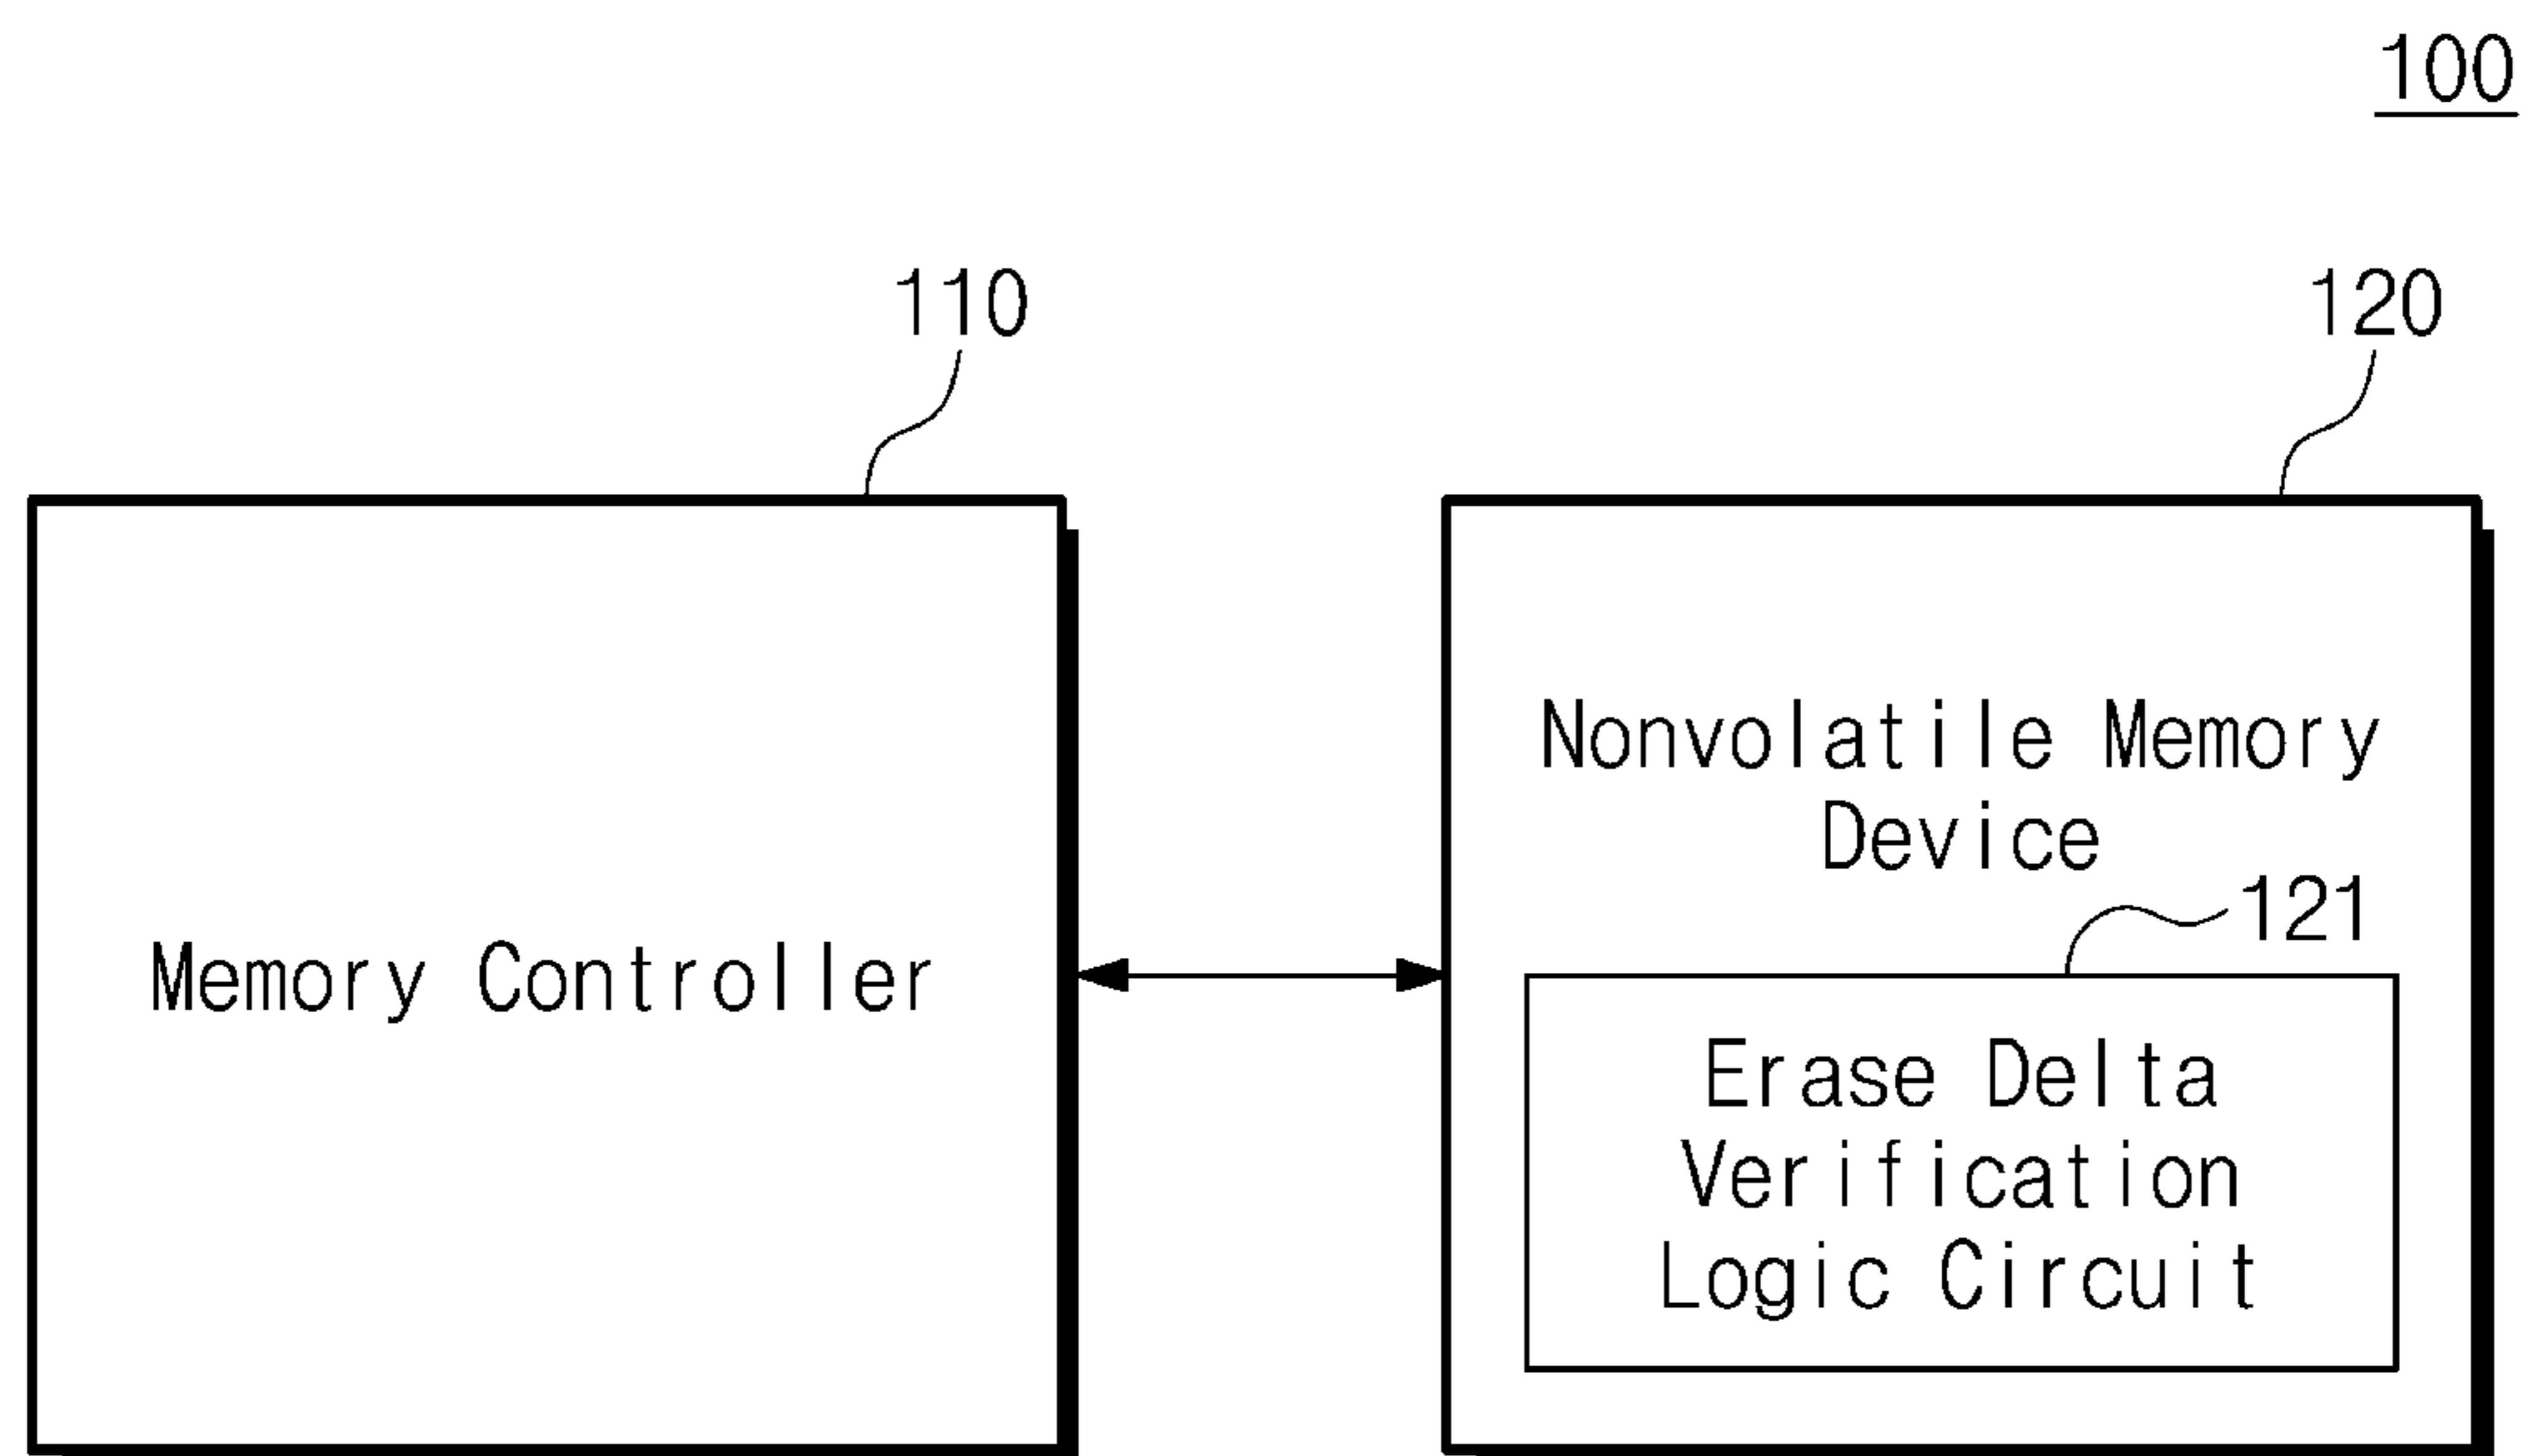 100
110
120
Memory Controller
Nonvolatile Memory
Device
121
Erase Delta
Verification
Logic Circuit